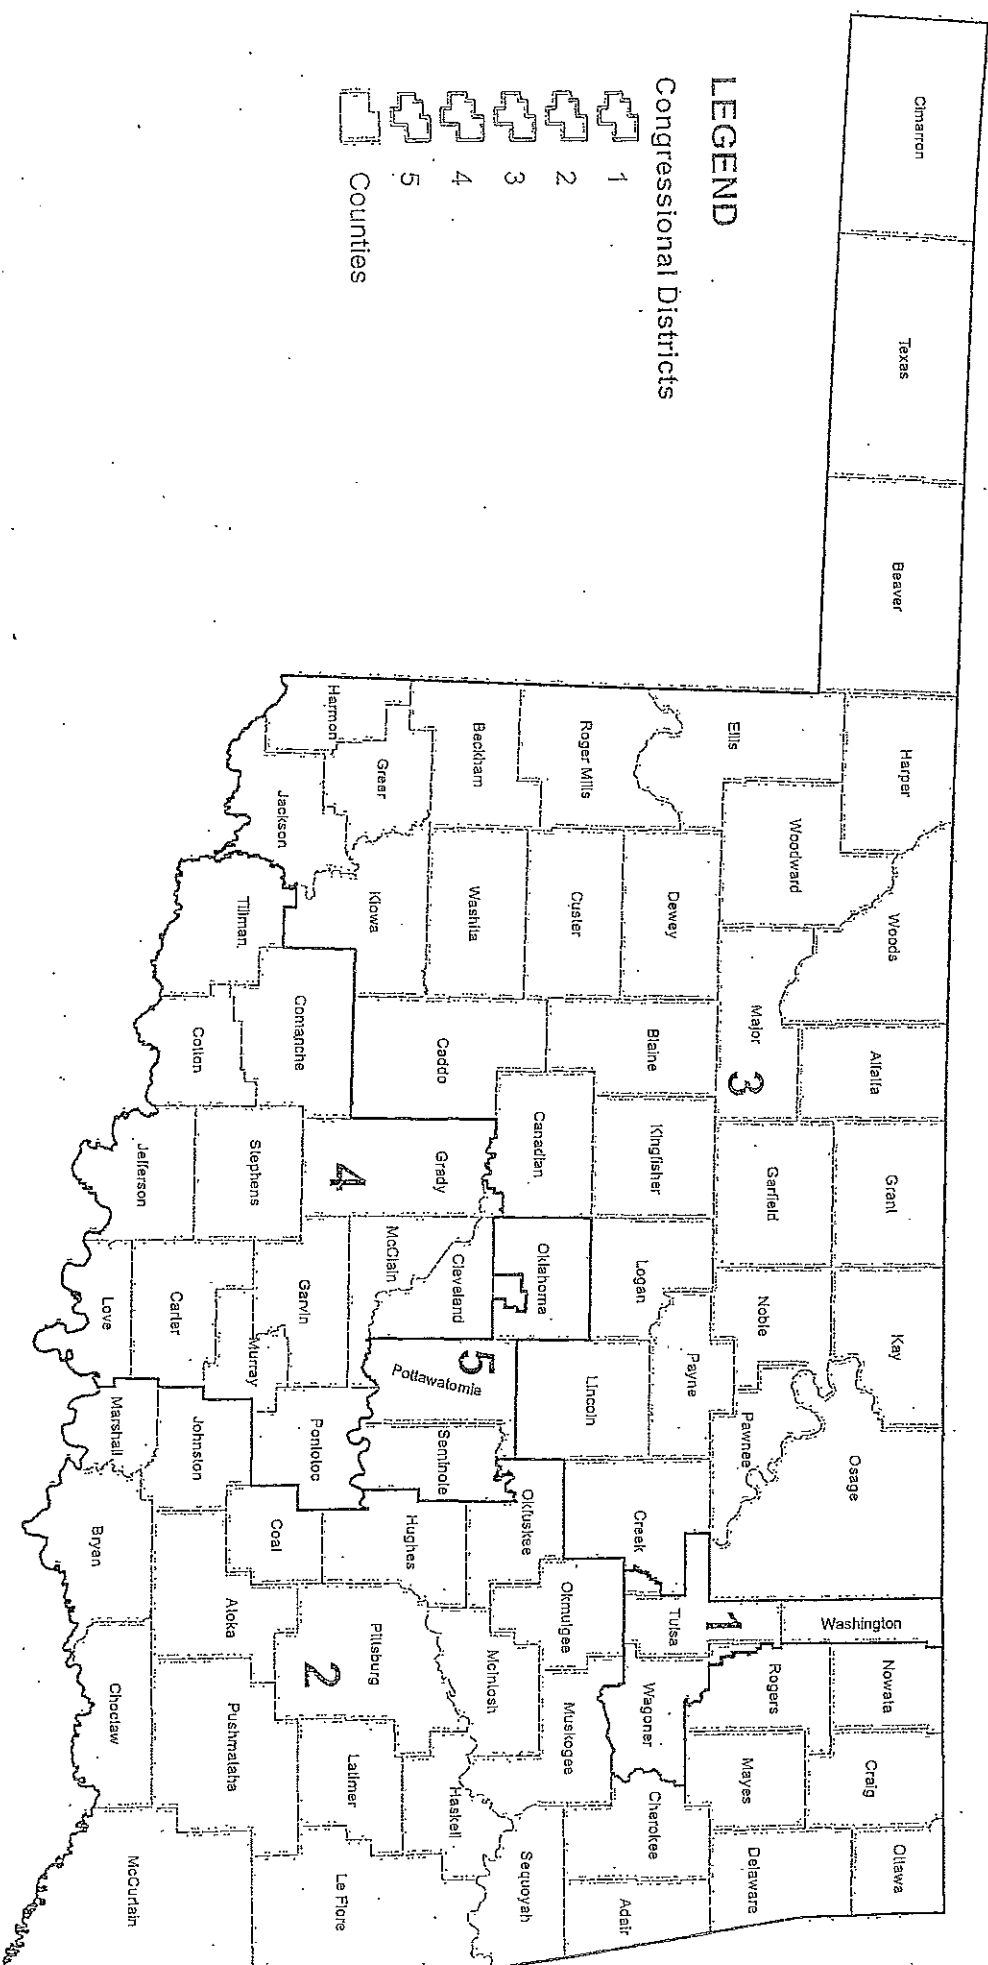 LEGEND
Congressional Districts
1
2
3
4
5
Counties
Cimarron
Texas
Beaver
Harper
Woods
Alfalfa
Grant
Kay
Osage
Washington
Nowata
Craig
Ottawa
Ellis
Woodward
Major
3
Garfield
Noble
Pawnee
1
Rogers
Mayes
Delaware
Roger Mills
Dewey
Blaine
Kingfisher
Logan
Payne
Creek
Tulsa
Wagoner
Cherokee
Adair
Beckham
Custer
Washita
Canadian
Oklahoma
Lincoln
Okfuskee
Okmulgee
Muskogee
Sequoyah
Harmon
Greer
Kiowa
Caddo
Grady
McClain
Cleveland
5
Pottawatomie
Seminole
Hughes
McIntosh
Haskell
Jackson
Tillman
Comanche
4
Stephens
Garvin
Murray
Pontotoc
Coal
Pittsburg
2
Latimer
Le Flore
Cotton
Jefferson
Carter
Love
Johnston
Marshall
Atoka
Bryan
Pushmataha
Choctaw
McCurtain